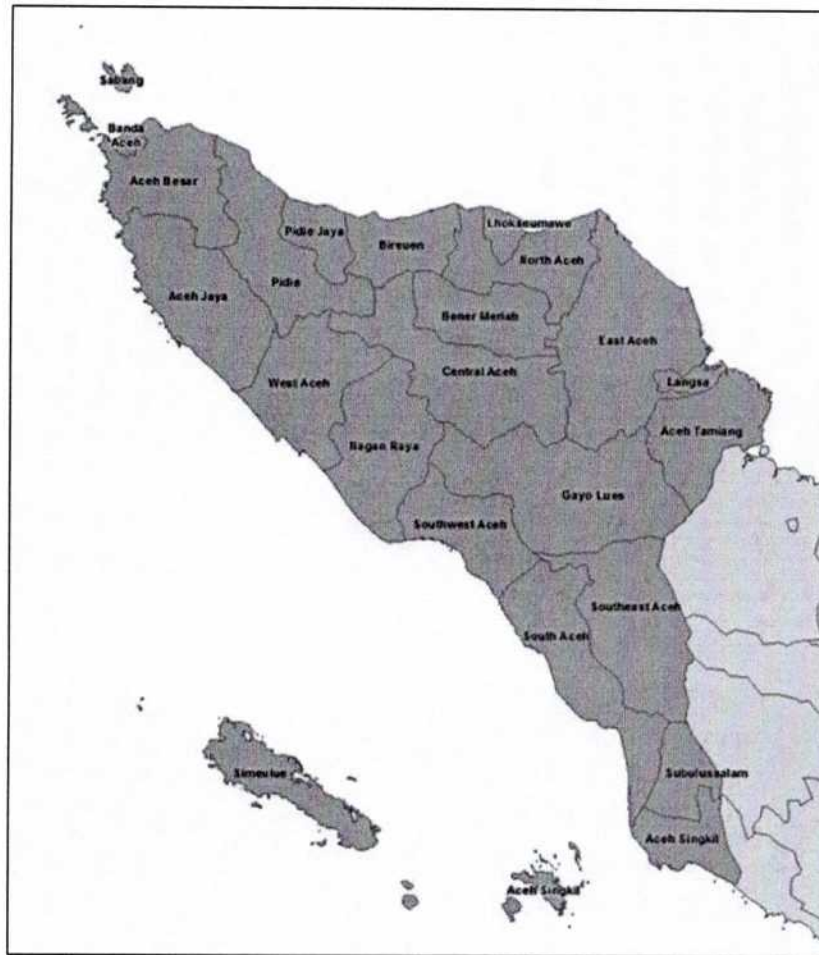 Sabang
Banda
Aceh
Aceh Besar
Lhokseumawe
Pidie Jaya
Bireuen
North Aceh
Pidie
Aceh Jaya
Bener Meriah
East Aceh
Central Aceh
West Aceh
Langsa
Aceh Tamiang
Nagan Raya
Gayo Lues
Southwest Aceh
Southeast Aceh
South Aceh
Simeulue
Subulussalam
Aceh Singkil
Aceh Singkil